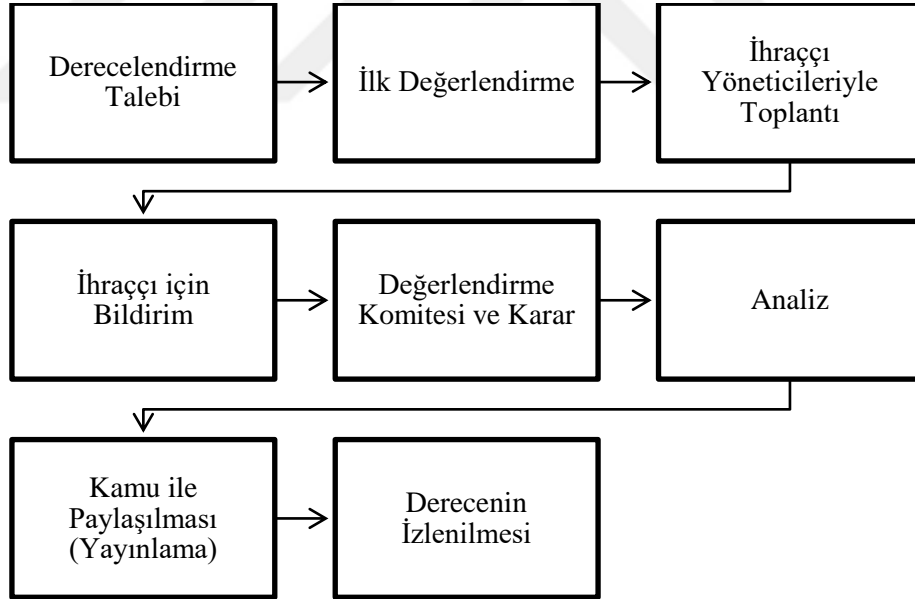 Derecelendirme
Talebi
İlk Değerlendirme
İhraççı
Yöneticileriyle
Toplantı
İhraççı için
Bildirim
Değerlendirme
Komitesi ve Karar
Analiz
Kamu ile
Paylaşılması
(Yayınlama)
Derecenin
İzlenilmesi